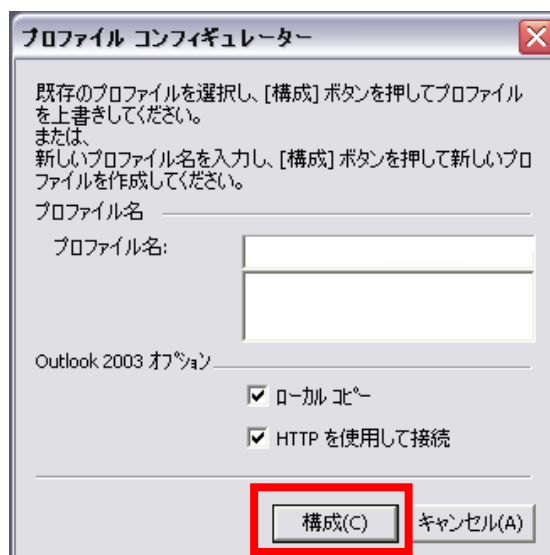 プロファイル コンフィギュレーター
既存のプロファイルを選択し、[構成] ボタンを押してプロファイル
を上書きしてください。
または、
新しいプロファイル名を入力し、[構成] ボタンを押して新しいプロ
ファイルを作成してください。
プロファイル名
プロファイル名:
Outlook 2003 オプション
ローカル コピー
HTTP を使用して接続
構成(C) キャンセル(A)